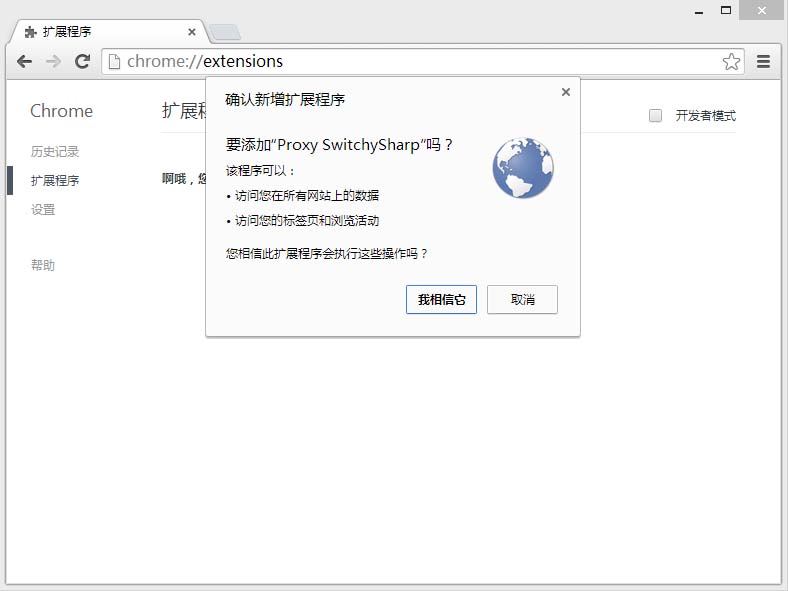 扩展程序
chrome://extensions
Chrome
历史记录
扩展程序
设置
帮助
扩展
开发者模式
啊哦，您
确认新增扩展程序
要添加“Proxy SwitchySharp”吗？
该程序可以：
• 访问您在所有网站上的数据
• 访问您的标签页和浏览活动
您相信此扩展程序会执行这些操作吗？
我相信它
取消